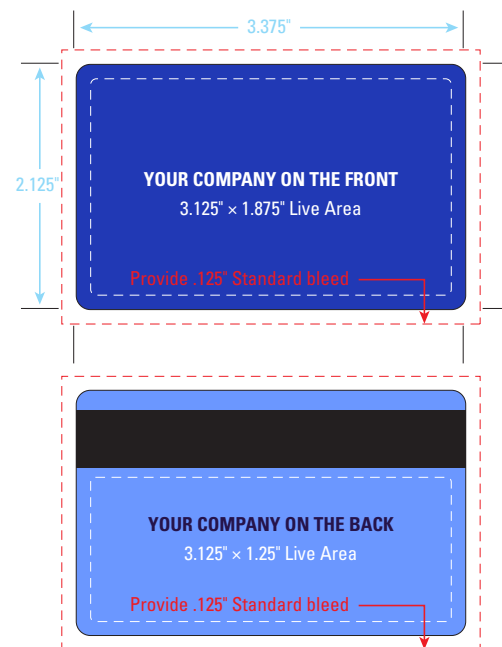 3.375"
2.125"
YOUR COMPANY ON THE FRONT
3.125" × 1.875" Live Area
Provide .125" Standard bleed
YOUR COMPANY ON THE BACK
3.125" × 1.25" Live Area
Provide .125" Standard bleed